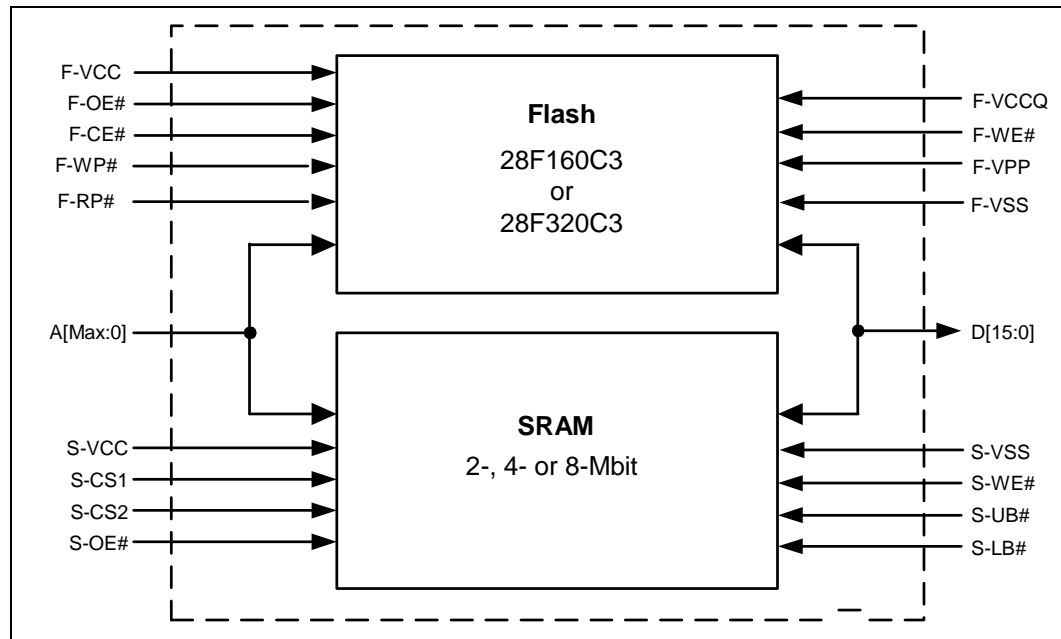 F-VCC
F-OE#
F-CE#
F-WP#
F-RP#
Flash
28F160C3
or
28F320C3
F-VCCQ
F-WE#
F-VPP
F-VSS
A[Max:0]
D[15:0]
S-VCC
S-CS1
S-CS2
S-OE#
SRAM
2-, 4- or 8-Mbit
S-VSS
S-WE#
S-UB#
S-LB#